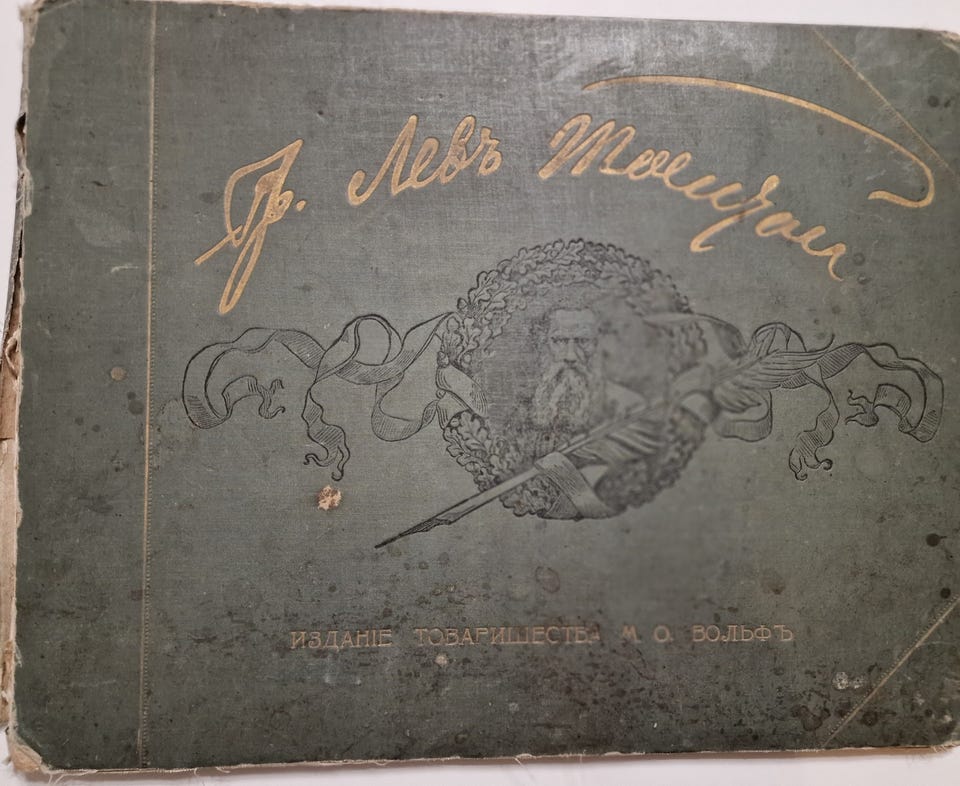 Гр. Левъ Толстой
ИЗДАНІЕ ТОВАРИЩЕСТВА М. О. ВОЛЬФЪ